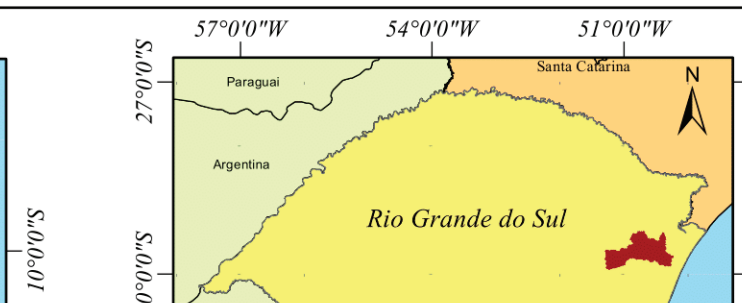 57°0'0"W 54°0'0"W 51°0'0"W
27°0'0"S
Santa Catarina
Paraguai
N
Argentina
Rio Grande do Sul
10°0'0"S
0°0'0"S